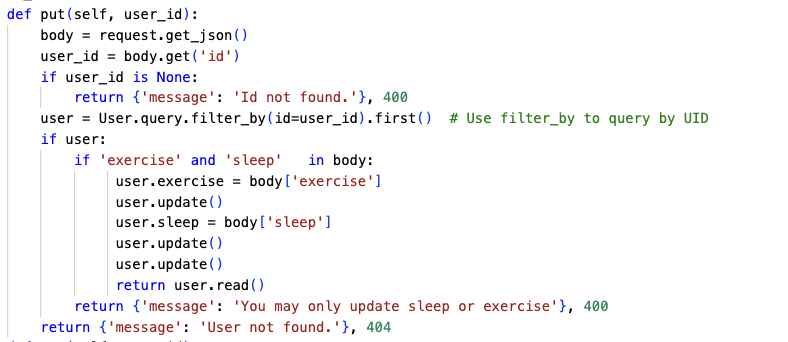 def put(self, user_id):
    body = request.get_json()
    user_id = body.get('id')
    if user_id is None:
        return {'message': 'Id not found.'}, 400
    user = User.query.filter_by(id=user_id).first()  # Use filter_by to query by UID
    if user:
        if 'exercise' and 'sleep'   in body:
             user.exercise = body['exercise']
             user.update()
             user.sleep = body['sleep']
             user.update()
             user.update()
             return user.read()
        return {'message': 'You may only update sleep or exercise'}, 400
    return {'message': 'User not found.'}, 404